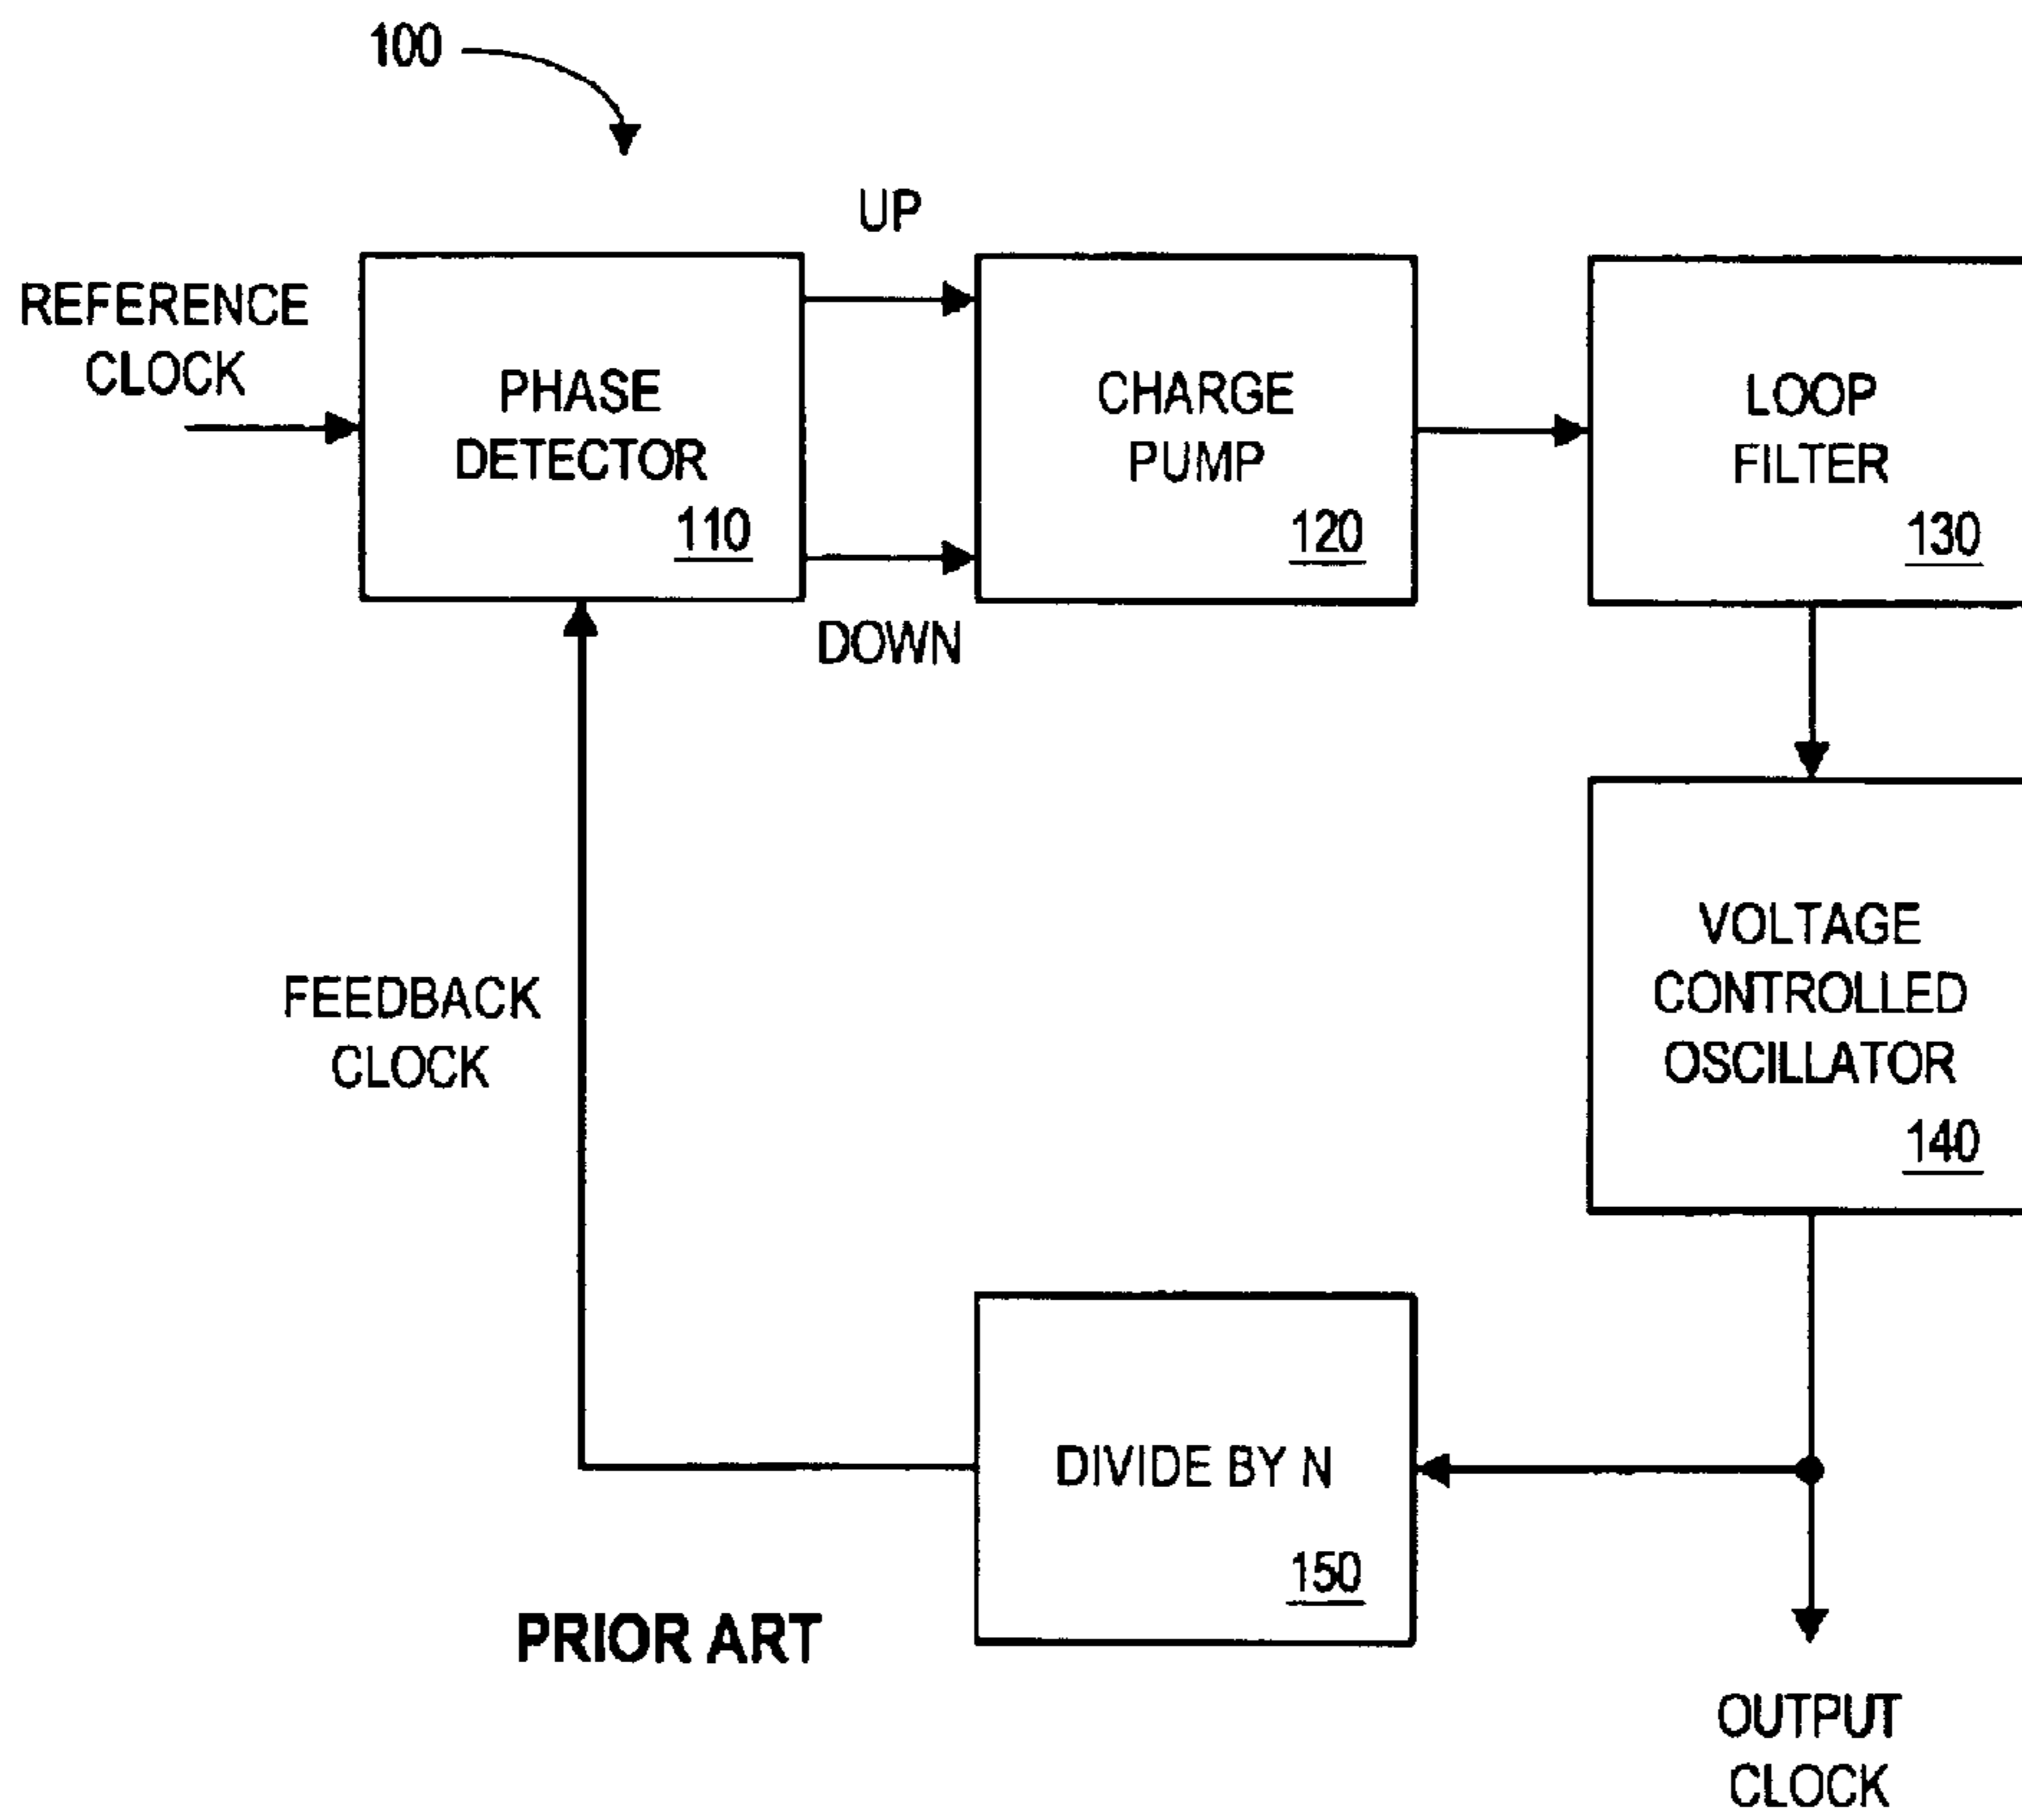 100
UP
REFERENCE
CLOCK
PHASE
DETECTOR
110
CHARGE
PUMP
120
LOOP
FILTER
130
DOWN
VOLTAGE
CONTROLLED
OSCILLATOR
140
FEEDBACK
CLOCK
DIVIDE BY N
150
PRIOR ART
OUTPUT
CLOCK